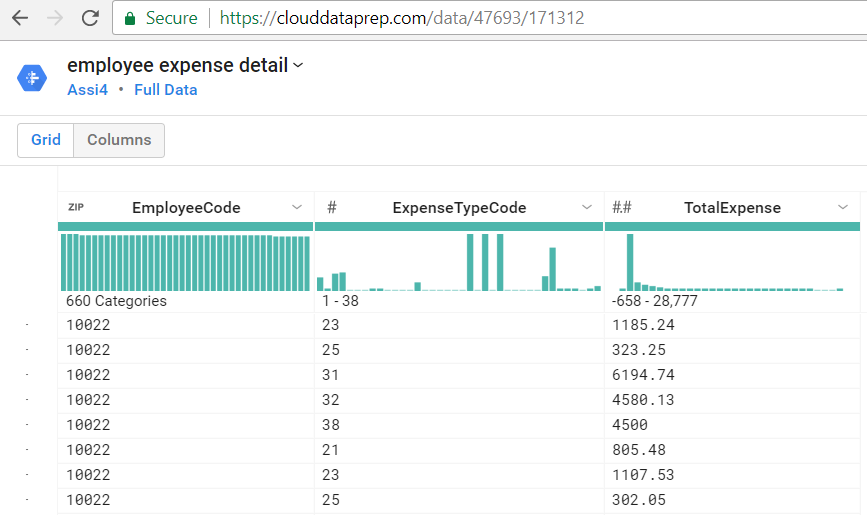 Secure https://clouddataprep.com/data/47693/171312
employee expense detail
Assi4 • Full Data
Grid Columns
ZIP EmployeeCode # ExpenseTypeCode #.# TotalExpense
660 Categories 1 - 38 -658 - 28,777
10022 23 1185.24
10022 25 323.25
10022 31 6194.74
10022 32 4580.13
10022 38 4500
10022 21 805.48
10022 23 1107.53
10022 25 302.05